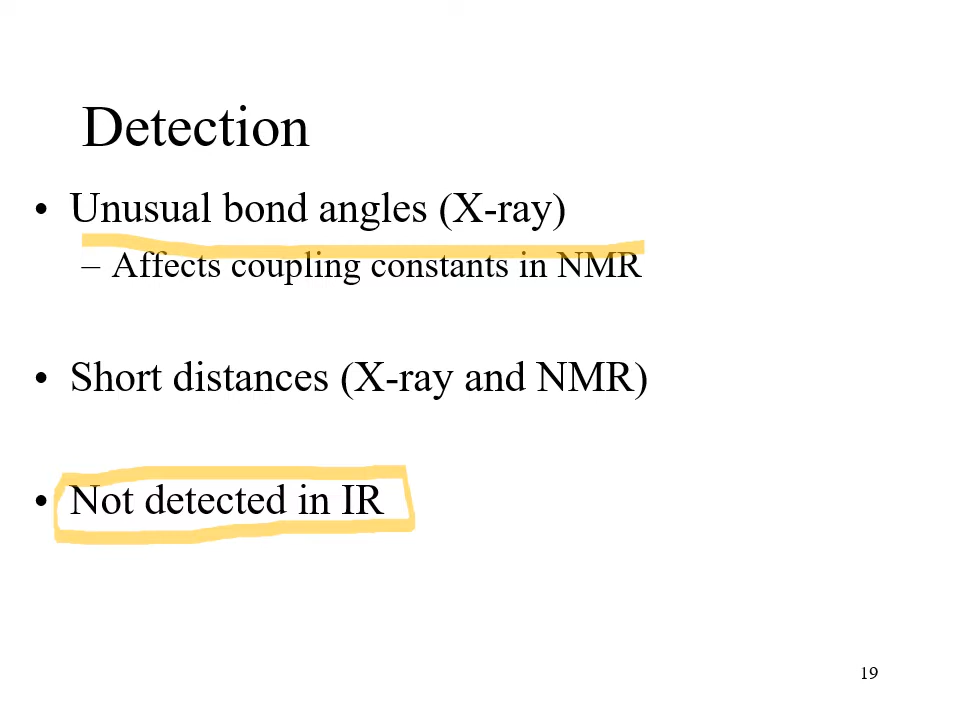 Detection
• Unusual bond angles (X-ray)
– Affects coupling constants in NMR
• Short distances (X-ray and NMR)
• Not detected in IR
19